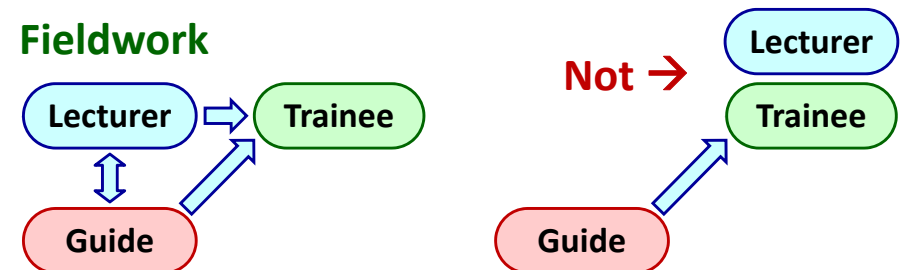 Fieldwork
Lecturer
Trainee
Guide
Not →
Lecturer
Trainee
Guide